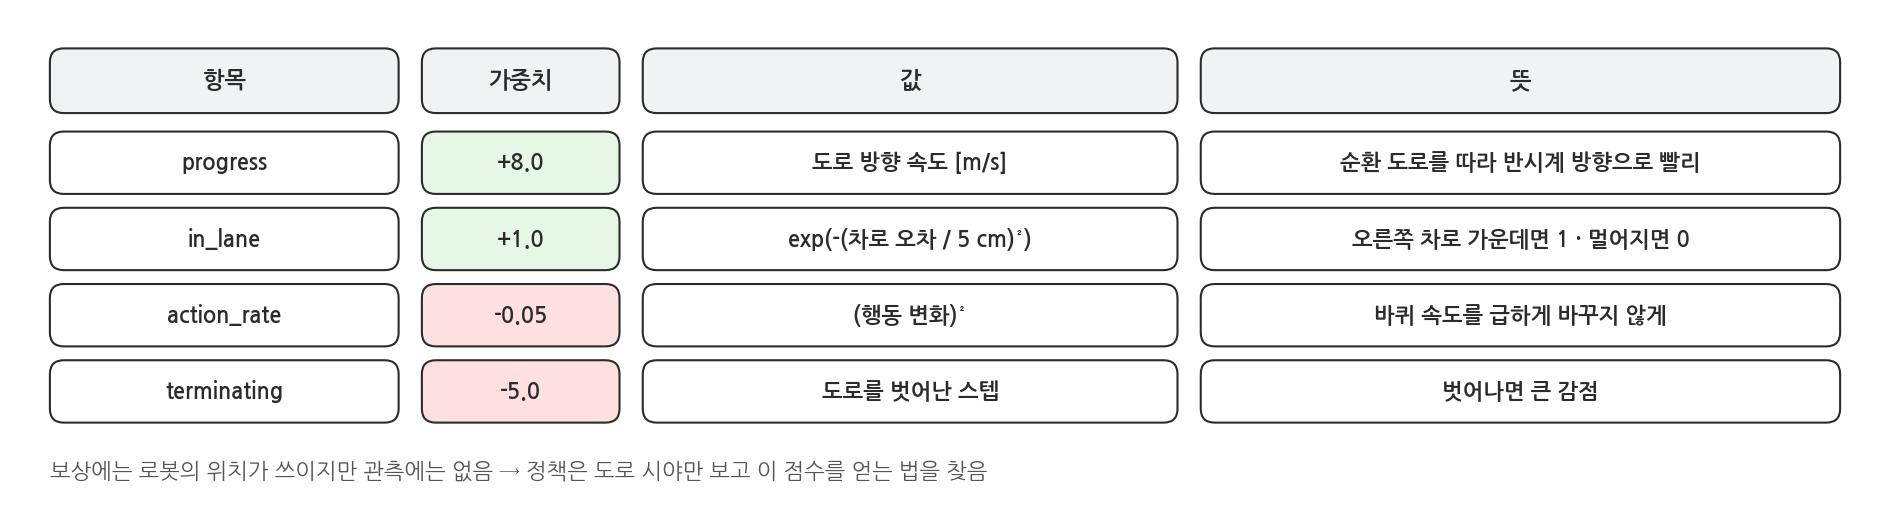 항목 가중치 값 뜻
progress +8.0 도로 방향 속도 [m/s] 순환 도로를 따라 반시계 방향으로 빨리
in_lane +1.0 exp(-(차로 오차 / 5 cm)²) 오른쪽 차로 가운데면 1 · 멀어지면 0
action_rate -0.05 (행동 변화)² 바퀴 속도를 급하게 바꾸지 않게
terminating -5.0 도로를 벗어난 스텝 벗어나면 큰 감점
보상에는 로봇의 위치가 쓰이지만 관측에는 없음 → 정책은 도로 시야만 보고 이 점수를 얻는 법을 찾음